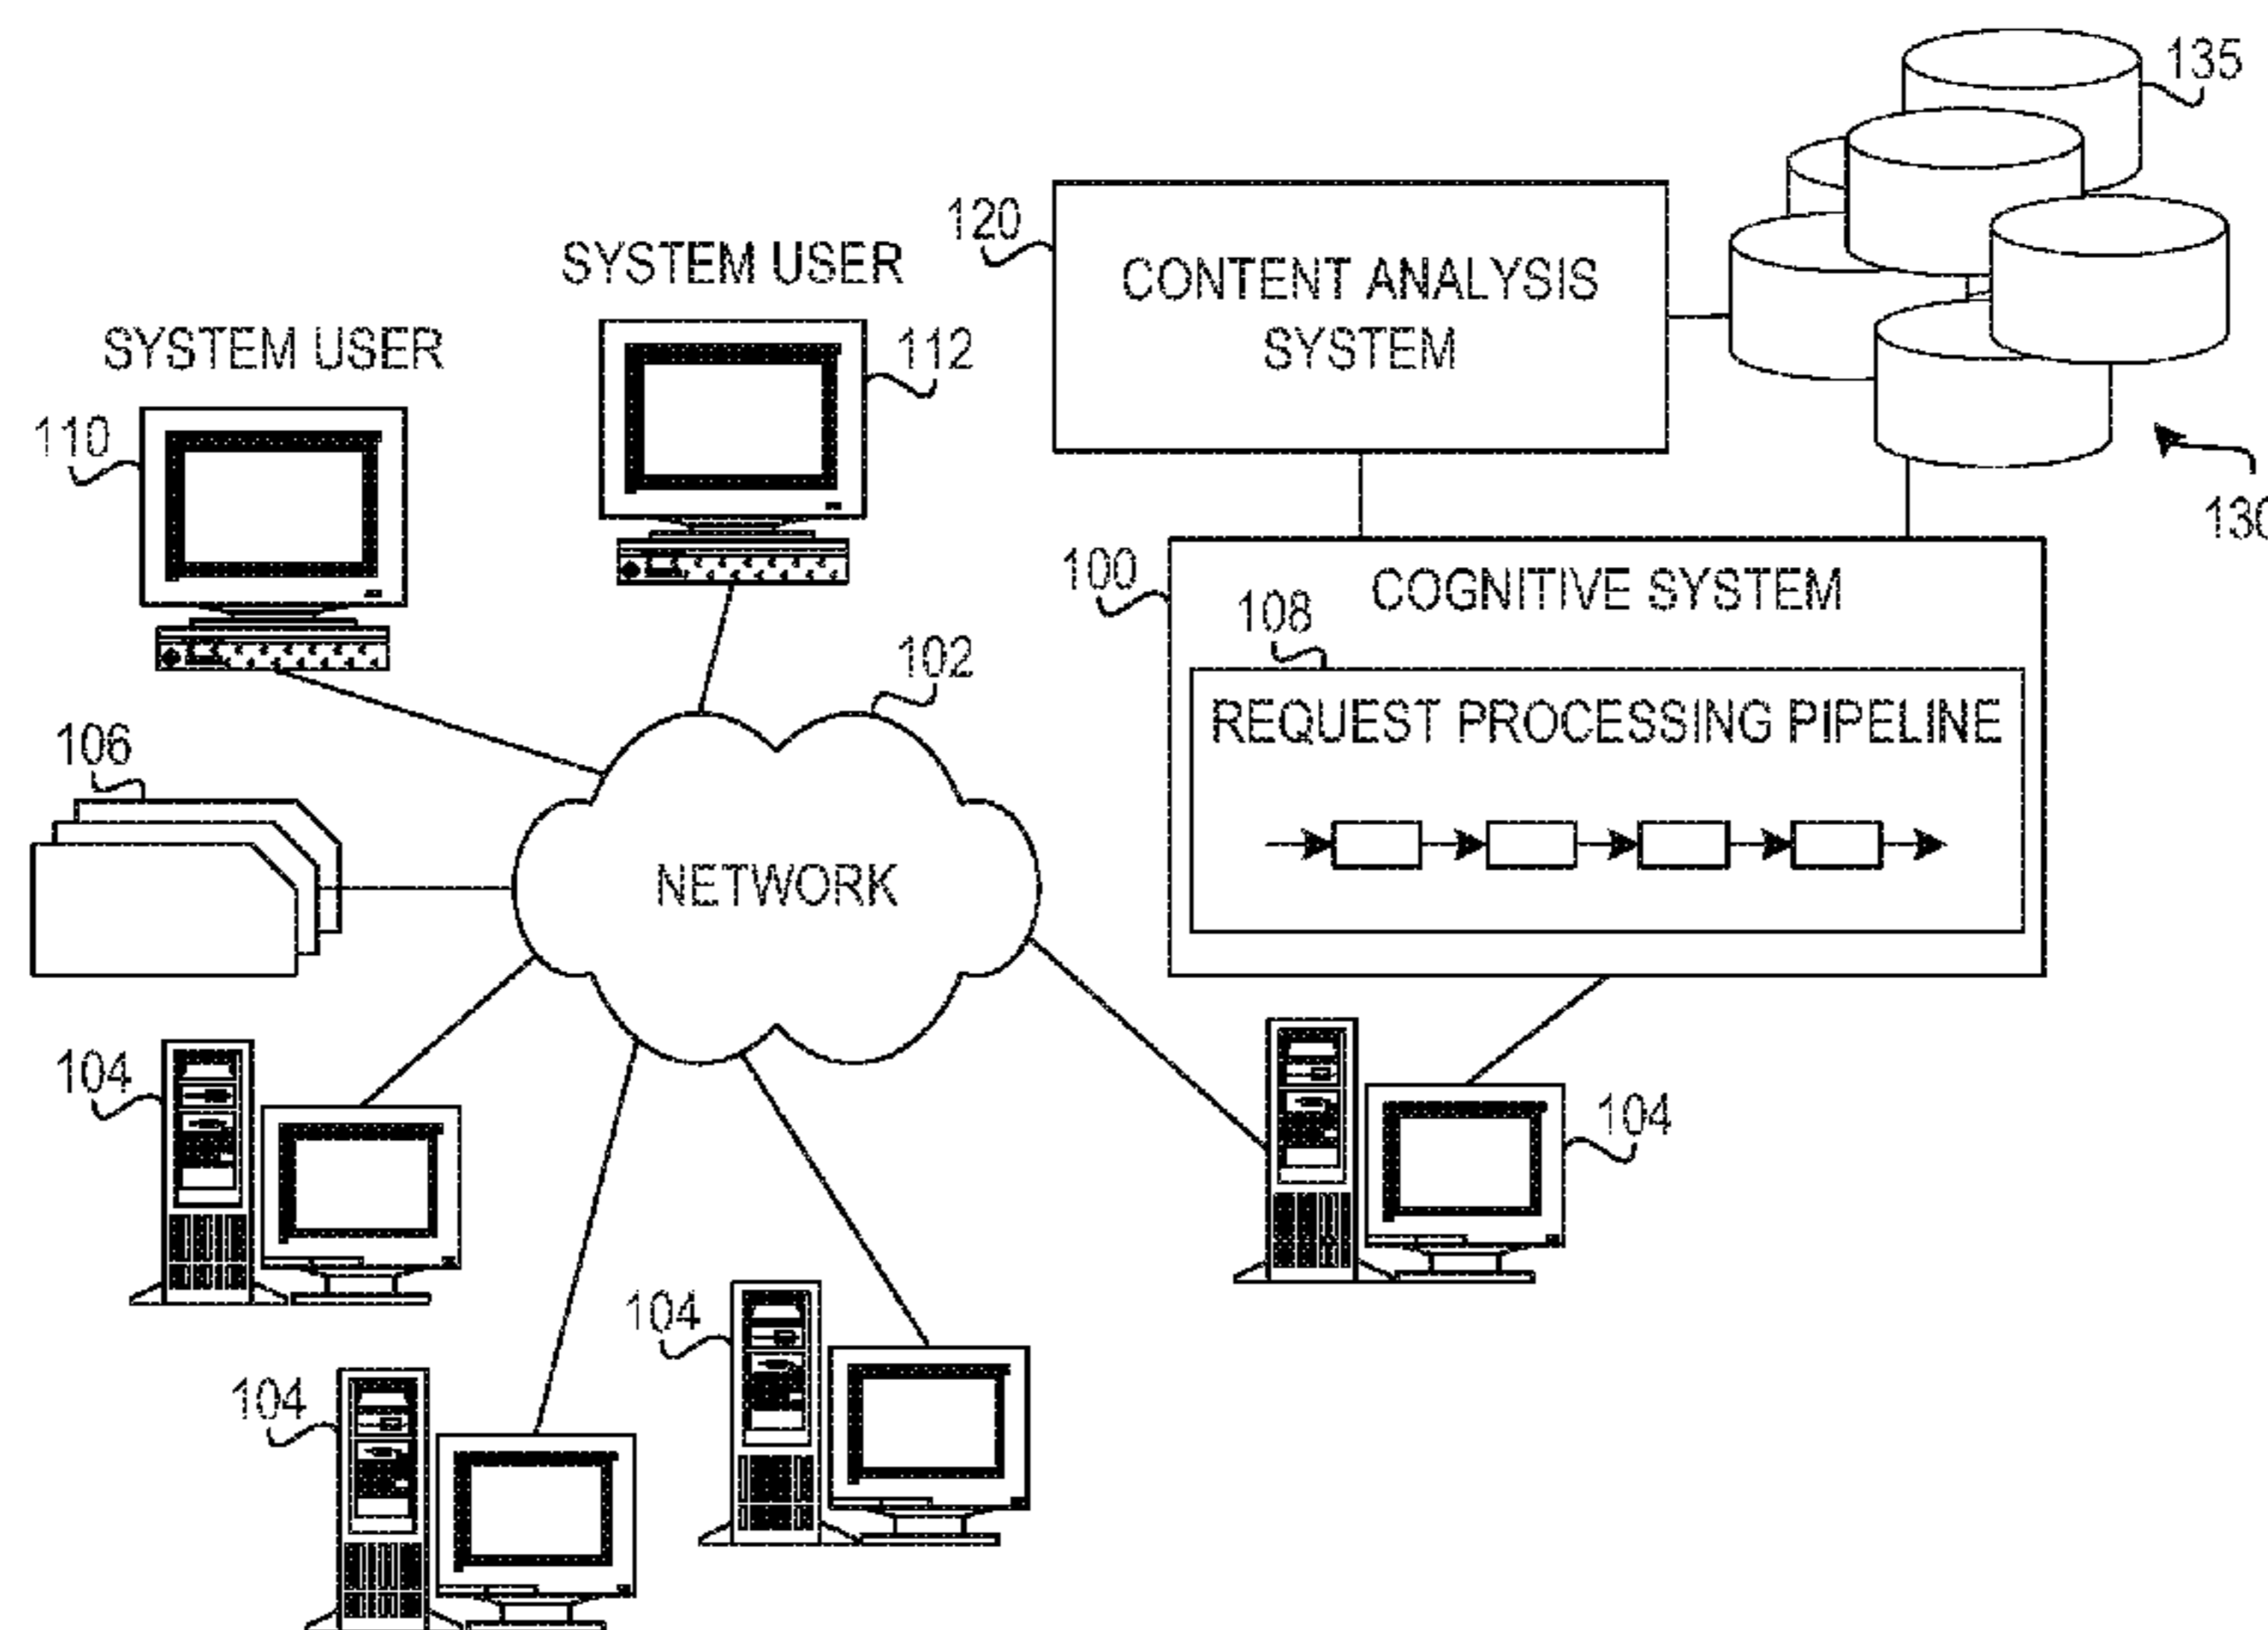 135
120
CONTENT ANALYSIS
SYSTEM
SYSTEM USER
SYSTEM USER
112
110
130
100
COGNITIVE SYSTEM
108
102
REQUEST PROCESSING PIPELINE
106
NETWORK
104
104
104
104